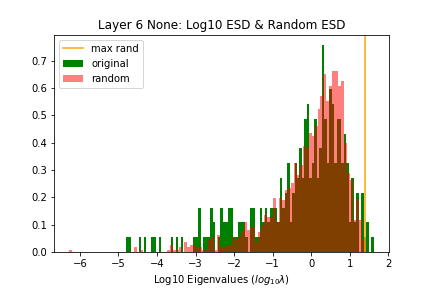 Layer 6 None: Log10 ESD & Random ESD
max rand
original
random
0.7
0.6
0.5
0.4
0.3
0.2
0.1
0.0
−6 −5 −4 −3 −2 −1 0 1 2
Log10 Eigenvalues (log₁₀λ)